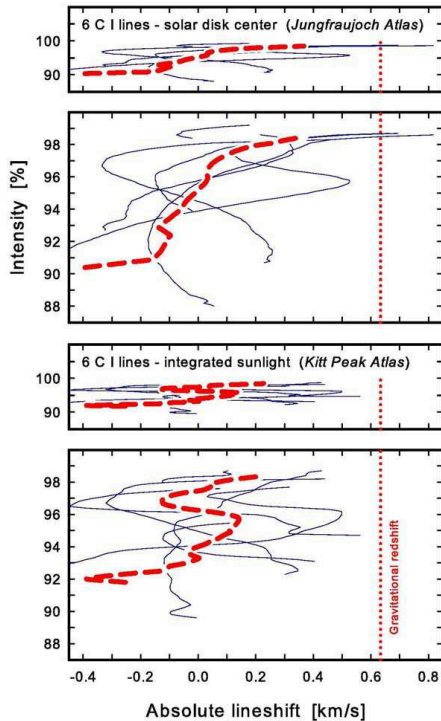 6 C I lines - solar disk center (Jungfraujoch Atlas)
100
90
98
96
94
92
90
88
Intensity [%]
6 C I lines - integrated sunlight (Kitt Peak Atlas)
100
90
98
96
94
92
90
88
Gravitational redshift
-0.4 -0.2 0.0 0.2 0.4 0.6 0.8
Absolute lineshift [km/s]